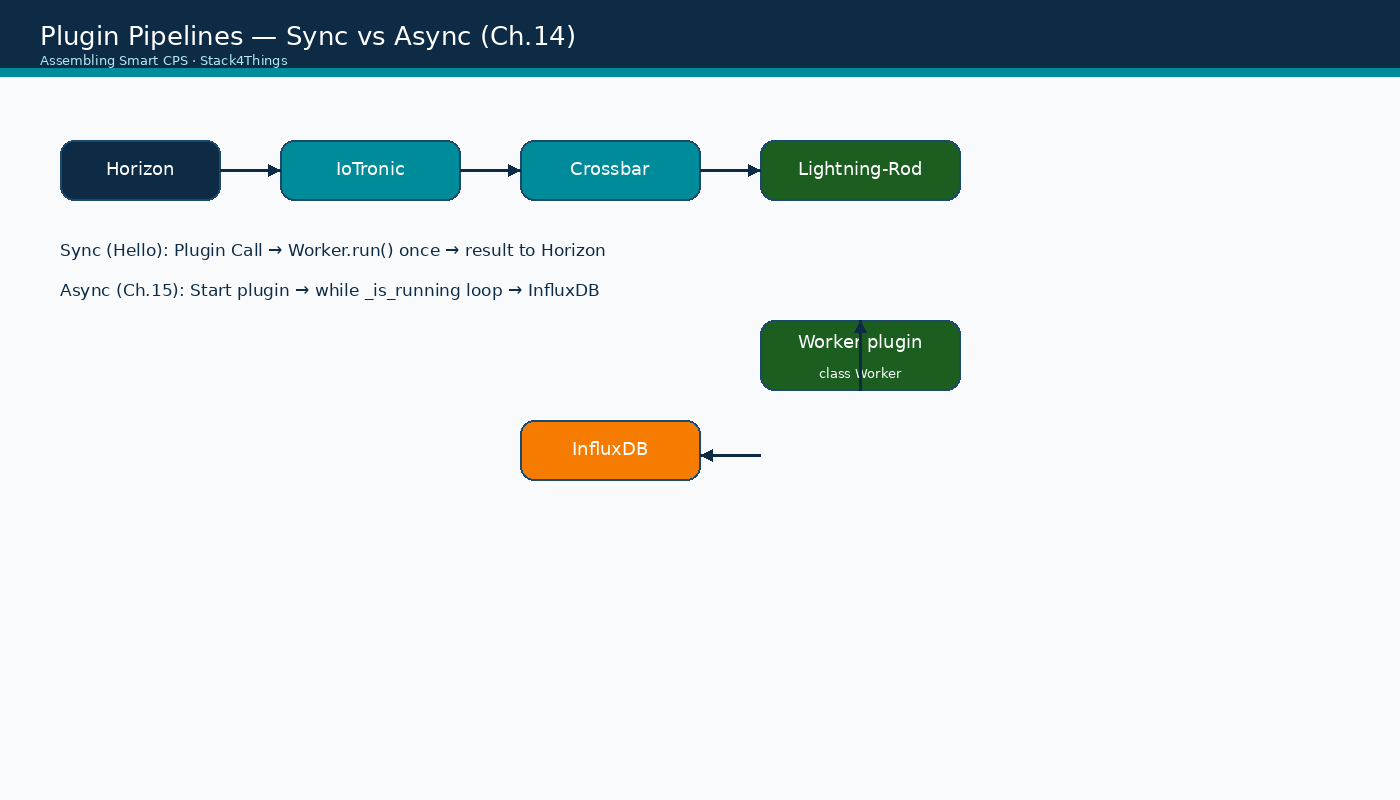 Plugin Pipelines — Sync vs Async (Ch.14)
Assembling Smart CPS · Stack4Things
Horizon
IoTronic
Crossbar
Lightning-Rod
Sync (Hello): Plugin Call → Worker.run() once → result to Horizon
Async (Ch.15): Start plugin → while _is_running loop → InfluxDB
Worker plugin
class Worker
InfluxDB